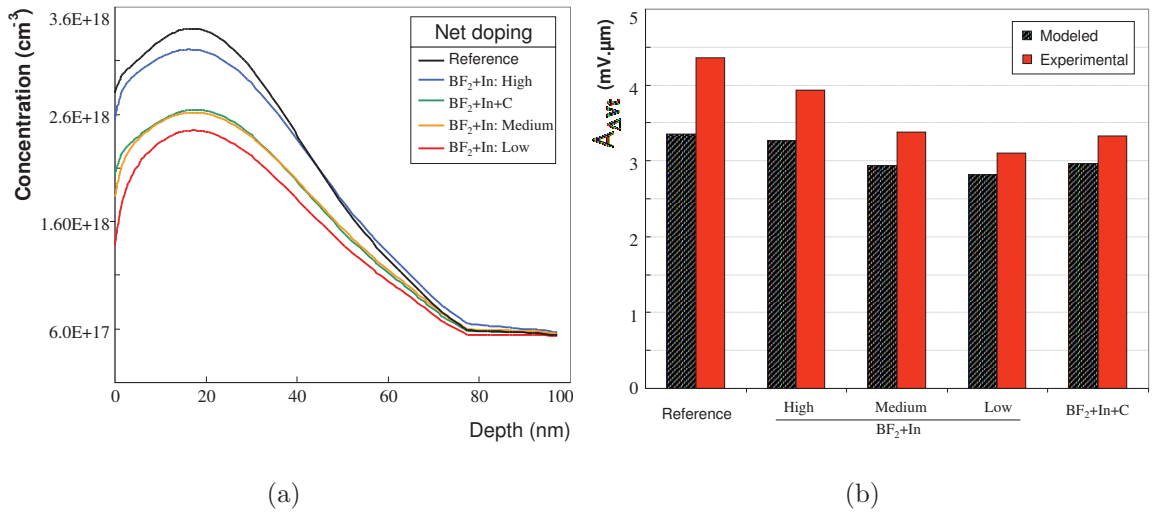 Concentration (cm-3)
3.6E+18
2.6E+18
1.60E+18
6.0E+17
0
20
40
60
80
100
Depth (nm)
Net doping
Reference
BF2+In: High
BF2+In+C
BF2+In: Medium
BF2+In: Low
(a)
AΔVt (mV.μm)
5
4
3
2
1
0
Modeled
Experimental
Reference
High
Medium
Low
BF2+In+C
BF2+In
(b)